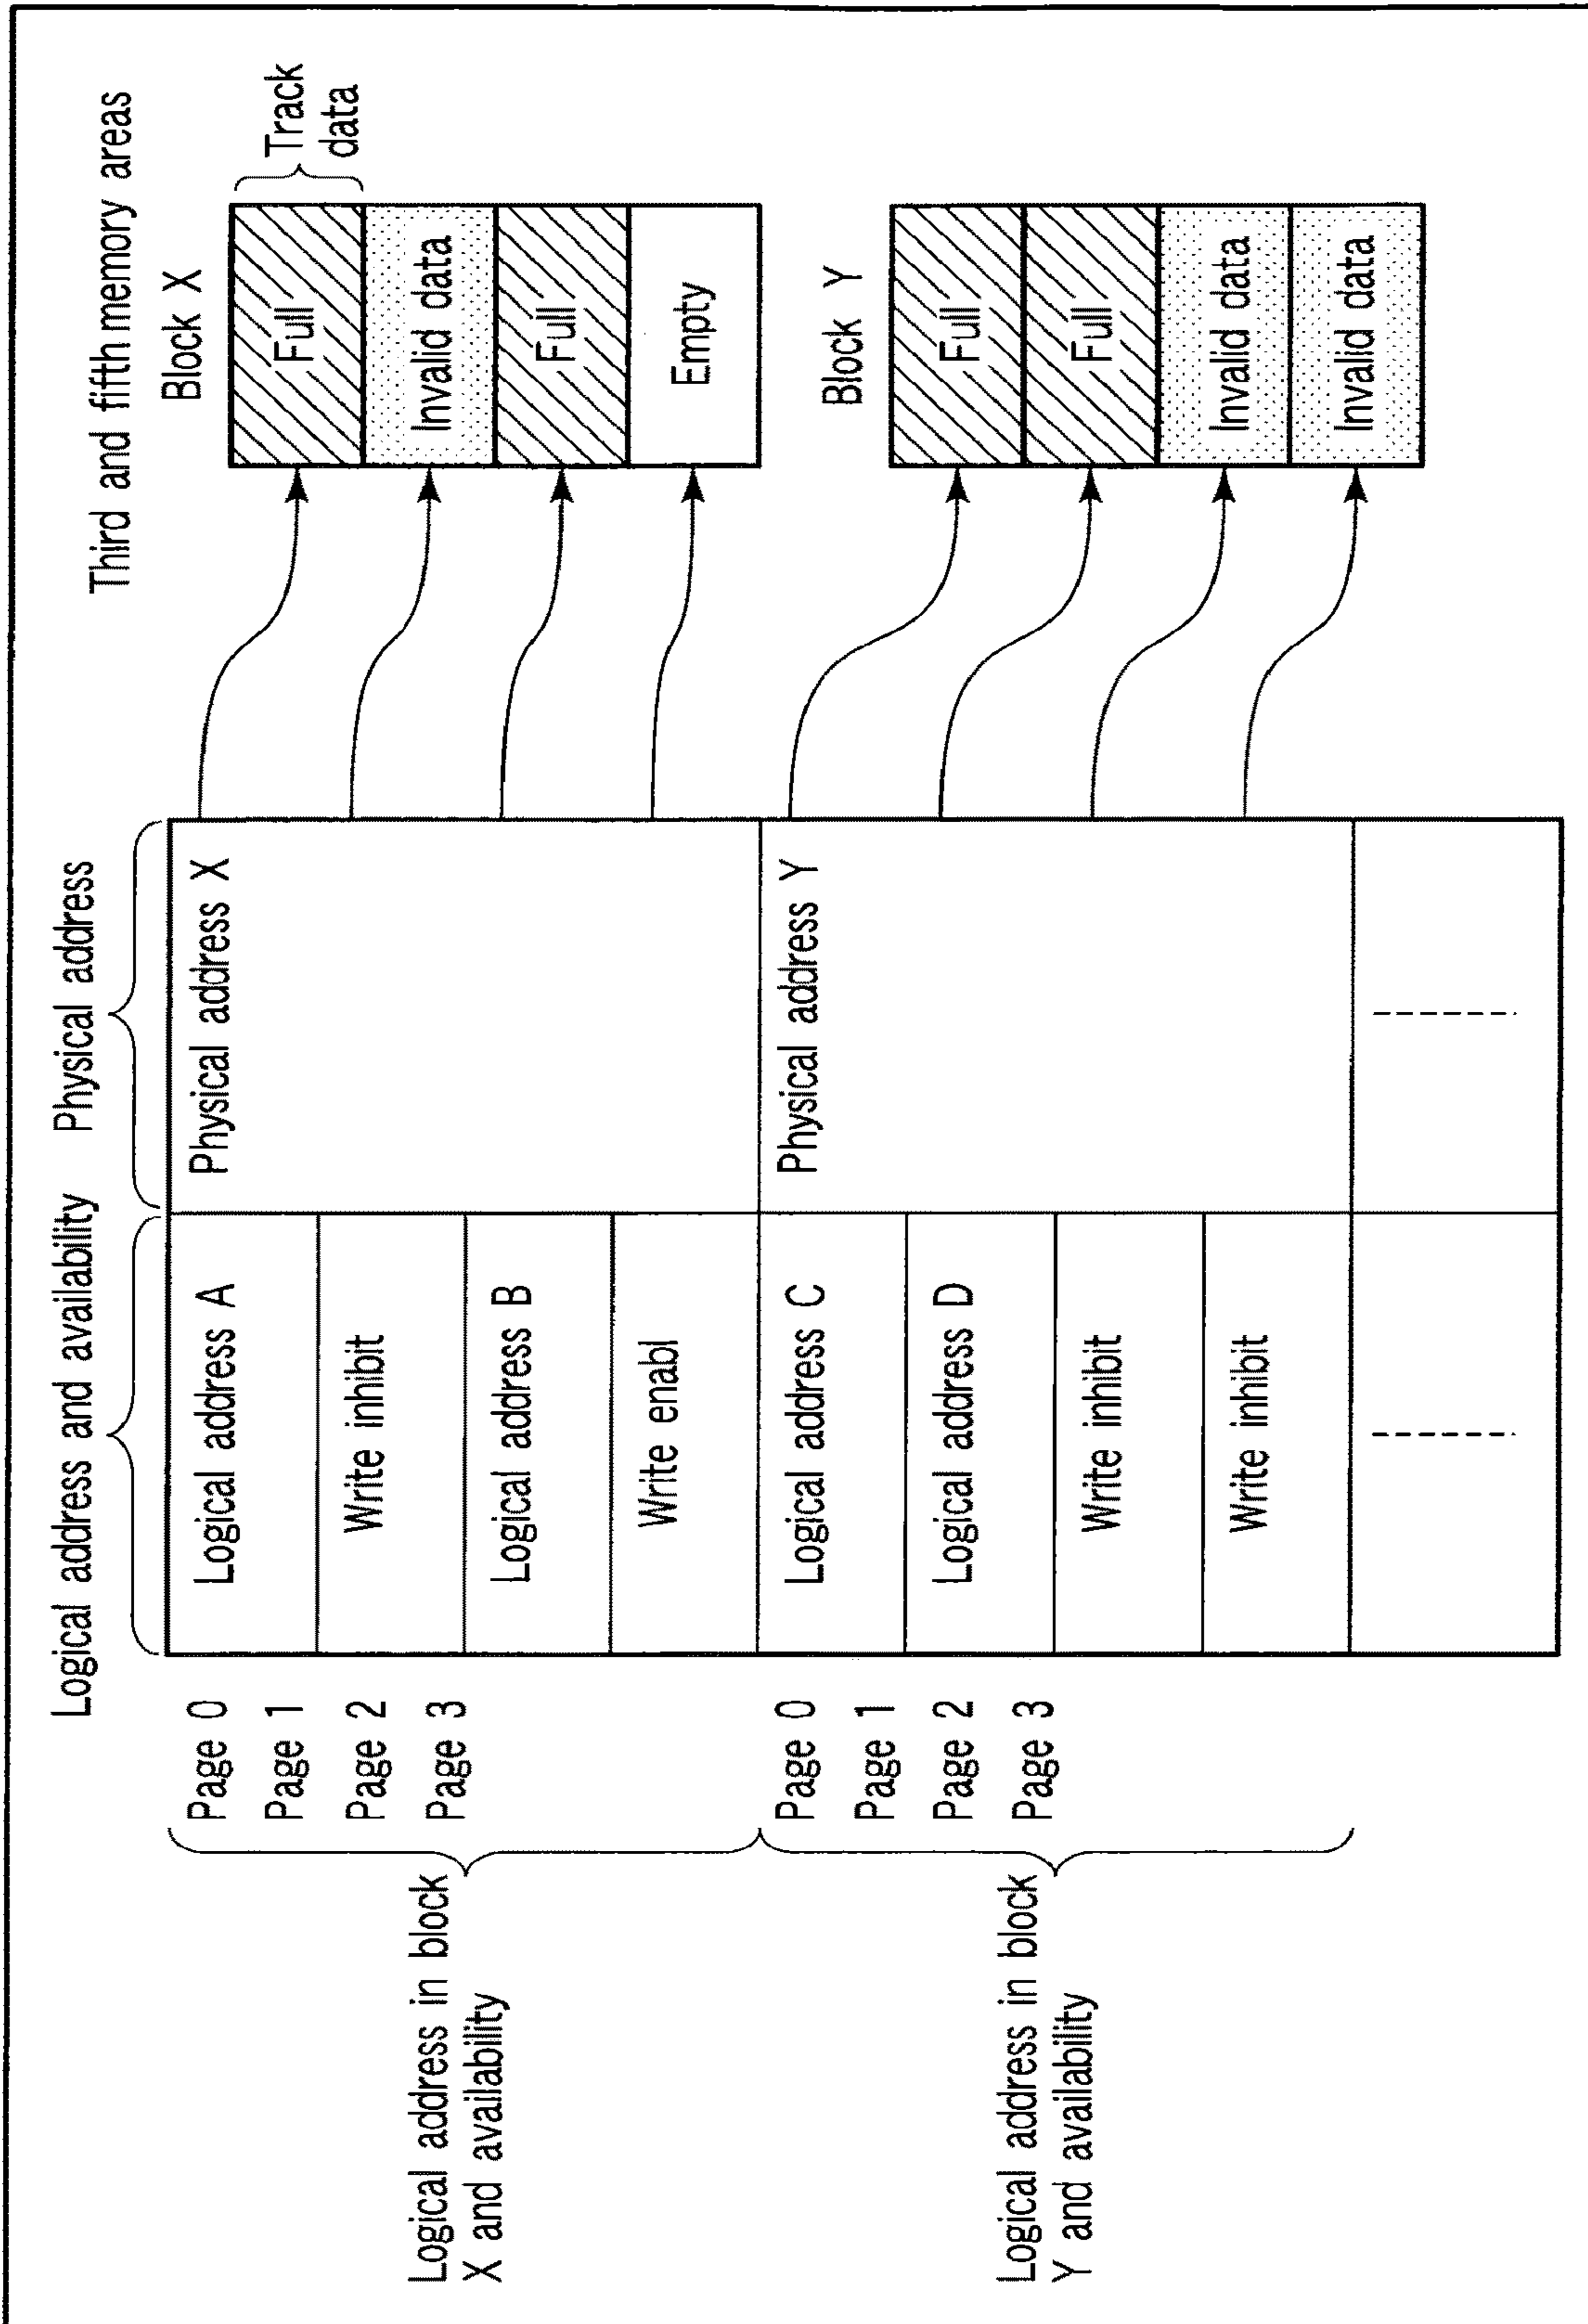 Logical address and availability
Physical address
Third and fifth memory areas
Logical address in block
X and availability
Page 0
Page 1
Page 2
Page 3
Logical address A
Write inhibit
Logical address B
Write enabl
Physical address X
Block X
Full
Invalid data
Full
Empty
Track
data
Logical address in block
Y and availability
Page 0
Page 1
Page 2
Page 3
Logical address C
Logical address D
Write inhibit
Write inhibit
Physical address Y
Block Y
Full
Full
Invalid data
Invalid data